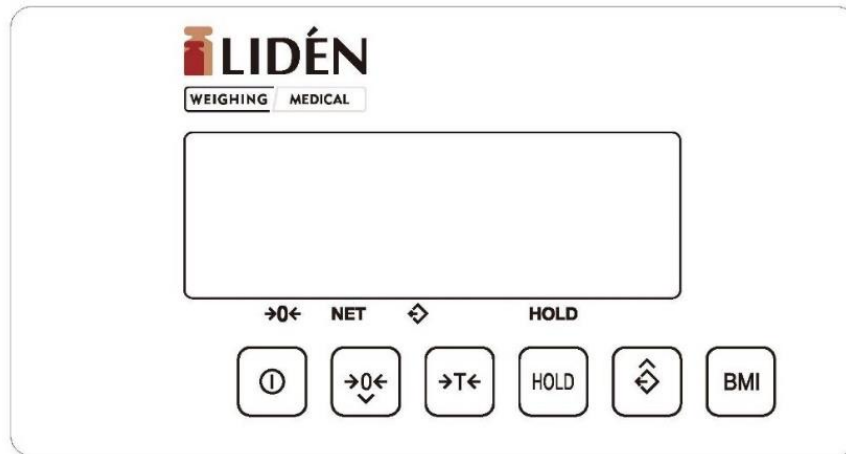 LIDÉN
WEIGHING MEDICAL
→0← NET HOLD
→0← →T← HOLD BMI